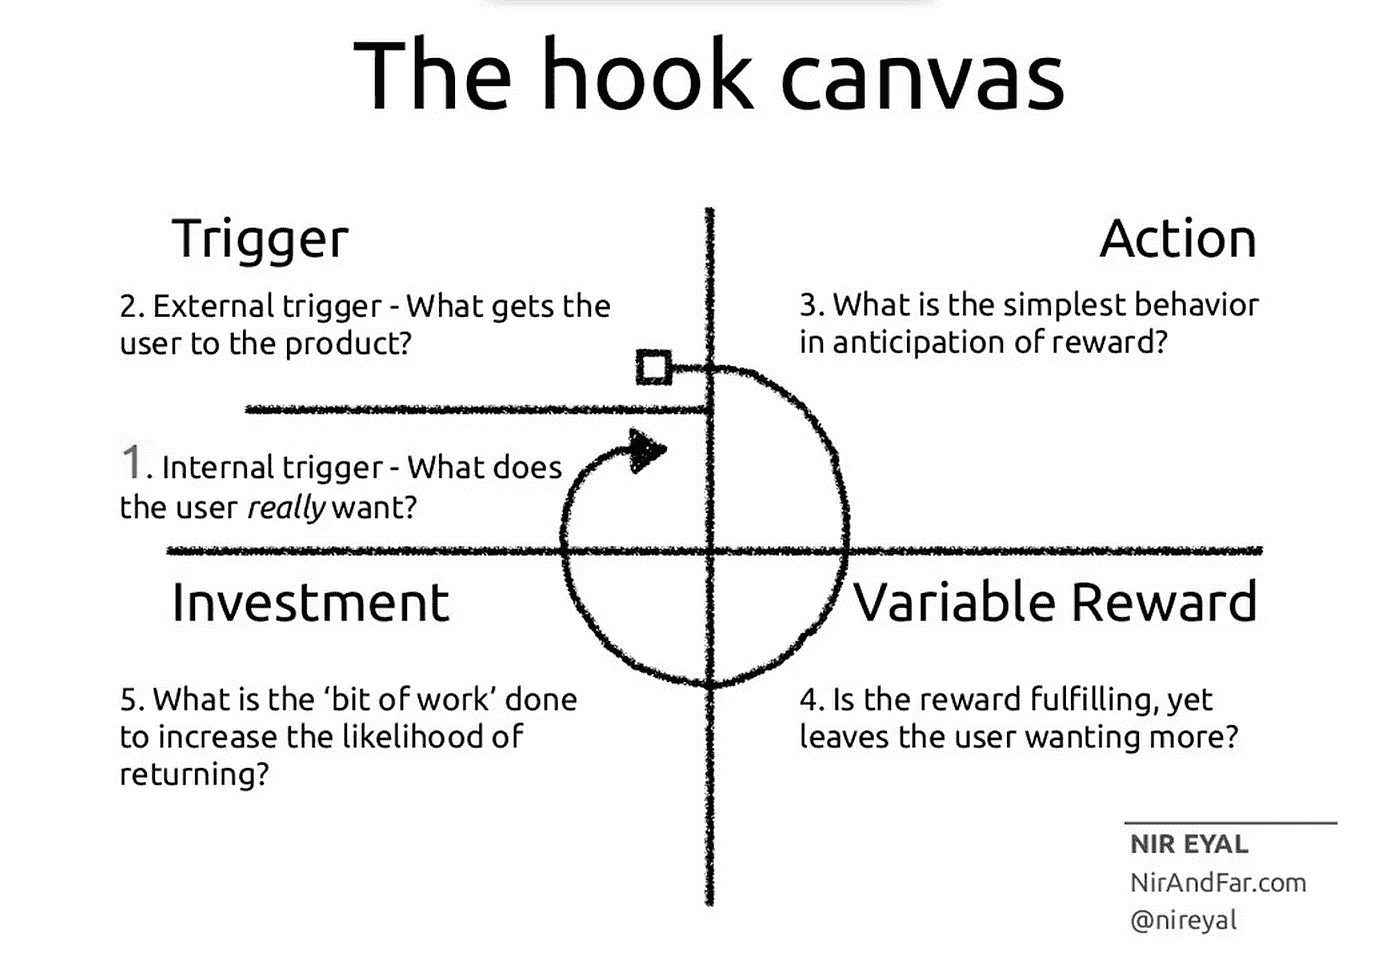 The hook canvas
Trigger
2. External trigger - What gets the
user to the product?
1. Internal trigger - What does
the user really want?
Action
3. What is the simplest behavior
in anticipation of reward?
Investment
5. What is the ‘bit of work’ done
to increase the likelihood of
returning?
Variable Reward
4. Is the reward fulfilling, yet
leaves the user wanting more?
NIR EYAL
NirAndFar.com
@nireyal